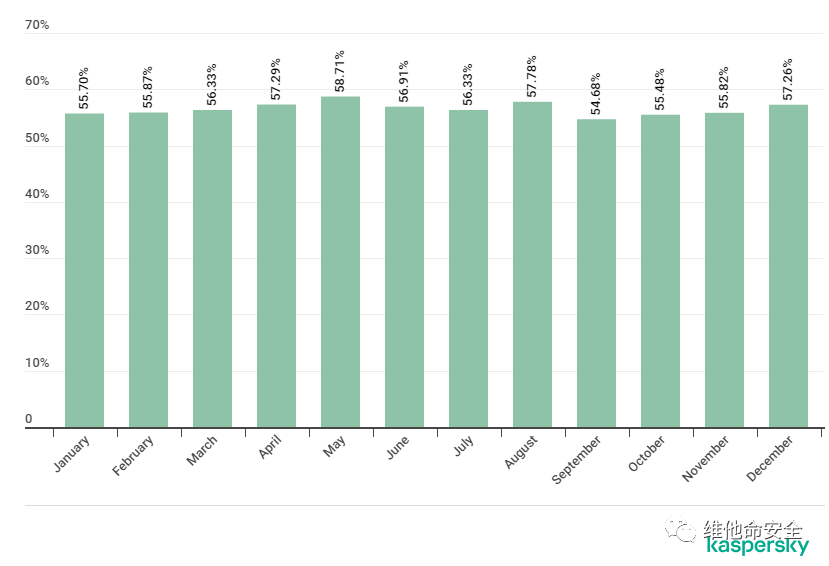 70%
60%
50%
40%
30%
20%
10%
0
55.70%
55.87%
56.33%
57.29%
58.71%
56.91%
56.33%
57.78%
54.68%
55.48%
55.82%
57.26%
January
February
March
April
May
June
July
August
September
October
November
December
维他命安全
kaspersky